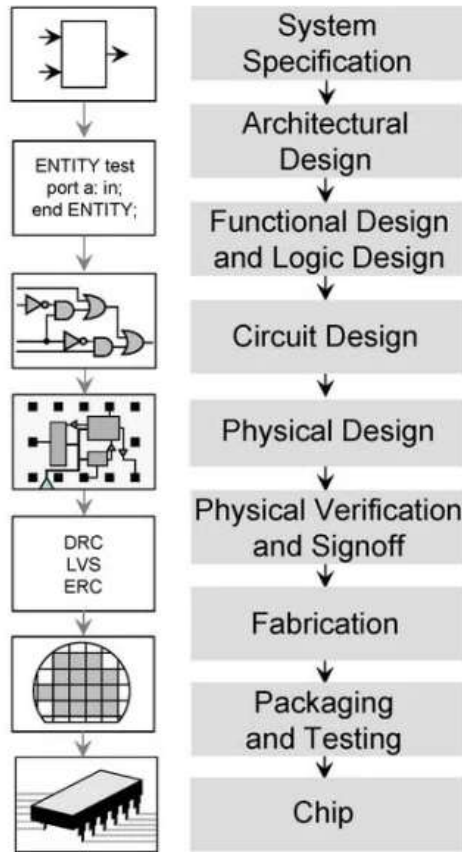 System
Specification
Architectural
Design
ENTITY test
port a: in;
end ENTITY;
Functional Design
and Logic Design
Circuit Design
Physical Design
Physical Verification
and Signoff
DRC
LVS
ERC
Fabrication
Packaging
and Testing
Chip